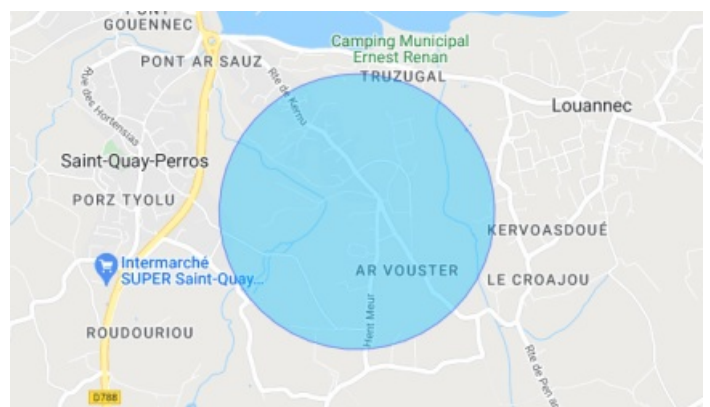 PONT
GOUENNEC
Camping Municipal
Ernest Renan
PONT AR SAUZ
TRUZUGAL
Rte de Kermu
Rue des Hortensias
Louannec
Saint-Quay-Perros
PORZ TYOLU
KERVOASDOUÉ
Intermarché
SUPER Saint-Quay...
AR VOUSTER
LE CROAJOU
Hent Meur
ROUDOURIOU
Rte de Pen ar
D788